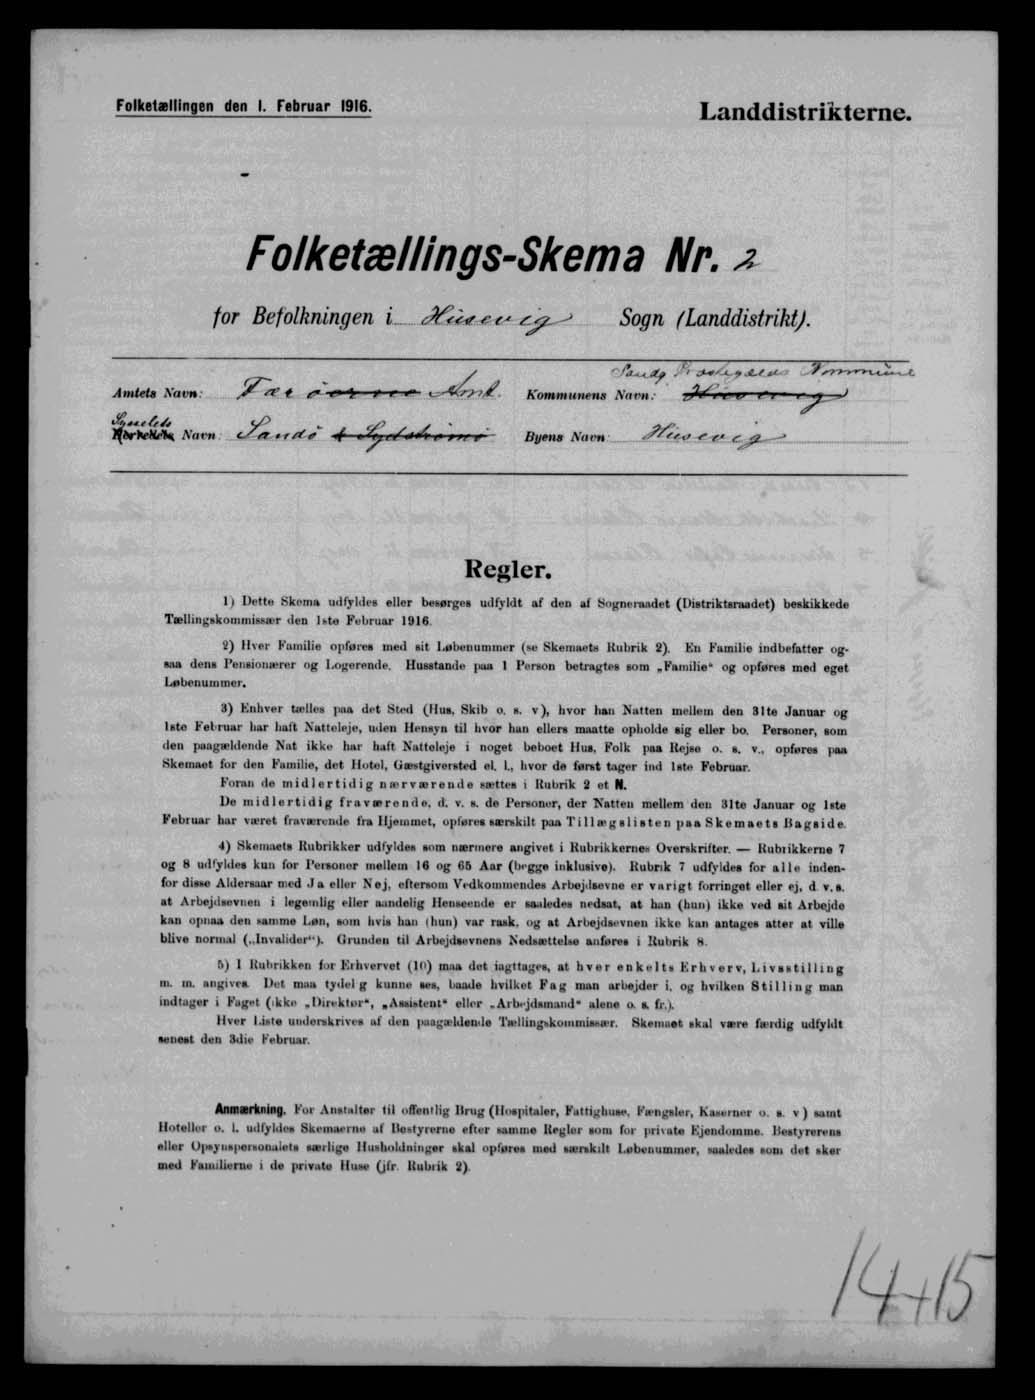 Folketællingen den 1. Februar 1916.
Landdistrikterne.
Folketællings-Skema Nr. 2
for Befolkningen i Húsevig Sogn (Landdistrikt).
Sands Præstegælds Kommune
Amtets Navn: Færöernes Amt. Kommunens Navn: Húsevig
Sysselets
Herredets Navn: Sandö & Sydströmö Byens Navn: Húsevig
Regler.
1) Dette Skema udfyldes eller besørges udfyldt af den af Sogneraadet (Distriktsraadet) beskikkede
Tællingskommissær den 1ste Februar 1916.
2) Hver Familie opføres med sit Løbenummer (se Skemaets Rubrik 2). En Familie indbefatter og-
saa dens Pensionærer og Logerende. Husstande paa 1 Person betragtes som „Familie“ og opføres med eget
Løbenummer.
3) Enhver tælles paa det Sted (Hus, Skib o. s. v), hvor han Natten mellem den 31te Januar og
1ste Februar har haft Natteleje, uden Hensyn til hvor han ellers maatte opholde sig eller bo. Personer, som
den paagældende Nat ikke har haft Natteleje i noget beboet Hus, Folk paa Rejse o. s. v., opføres paa
Skemaet for den Familie, det Hotel, Gæstgiversted el. l., hvor de først tager ind 1ste Februar.
Foran de midlertidig nærværende sættes i Rubrik 2 et N.
De midlertidig fraværende, d. v. s. de Personer, der Natten mellem den 31te Januar og 1ste
Februar har været fraværende fra Hjemmet, opføres særskilt paa Tillægslisten paa Skemaets Bagside.
4) Skemaets Rubrikker udfyldes som nærmere angivet i Rubrikkernes Overskrifter. — Rubrikkerne 7
og 8 udfyldes kun for Personer mellem 16 og 65 Aar (begge inklusive). Rubrik 7 udfyldes for alle inden-
for disse Aldersaar med Ja eller Nej, eftersom Vedkommendes Arbejdsevne er varigt forringet eller ej, d. v. s.
at Arbejdsevnen i legemlig eller aandelig Henseende er saaledes nedsat, at han (hun) ikke ved sit Arbejde
kan opnaa den samme Løn, som hvis han (hun) var rask, og at Arbejdsevnen ikke kan antages atter at ville
blive normal („Invalider“). Grunden til Arbejdsevnens Nedsættelse anføres i Rubrik 8.
5) I Rubrikken for Erhvervet (10) maa det iagttages, at hver enkelts Erhverv, Livsstilling
m. m. angives. Det maa tydelig kunne ses, baade hvilket Fag man arbejder i, og hvilken Stilling man
indtager i Faget (ikke „Direktør“, „Assistent“ eller „Arbejdsmand“ alene o. s. fr.).
Hver Liste underskrives af den paagældende Tællingskommissær. Skemaet skal være færdig udfyldt
senest den 3die Februar.
Anmærkning. For Anstalter til offentlig Brug (Hospitaler, Fattighuse, Fængsler, Kaserner o. s. v) samt
Hoteller o. l. udfyldes Skemaerne af Bestyrerne efter samme Regler som for private Ejendomme. Bestyrerens
eller Opsynspersonalets særlige Husholdninger skal opføres med særskilt Løbenummer, saaledes som det sker
med Familierne i de private Huse (jfr. Rubrik 2).
14+15